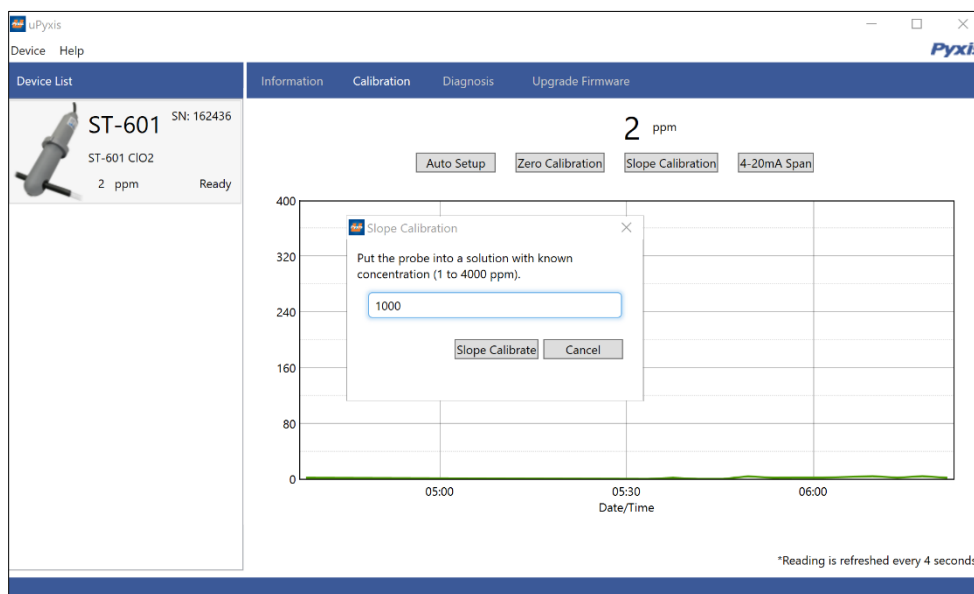 uPyxis
Device Help
Pyxis
Device List
Information Calibration Diagnosis Upgrade Firmware
ST-601 SN: 162436
ST-601 ClO2
2 ppm Ready
2 ppm
Auto Setup Zero Calibration Slope Calibration 4-20mA Span
400
320
240
160
80
0
Slope Calibration
Put the probe into a solution with known
concentration (1 to 4000 ppm).
1000
Slope Calibrate Cancel
05:00 05:30 06:00
Date/Time
*Reading is refreshed every 4 seconds